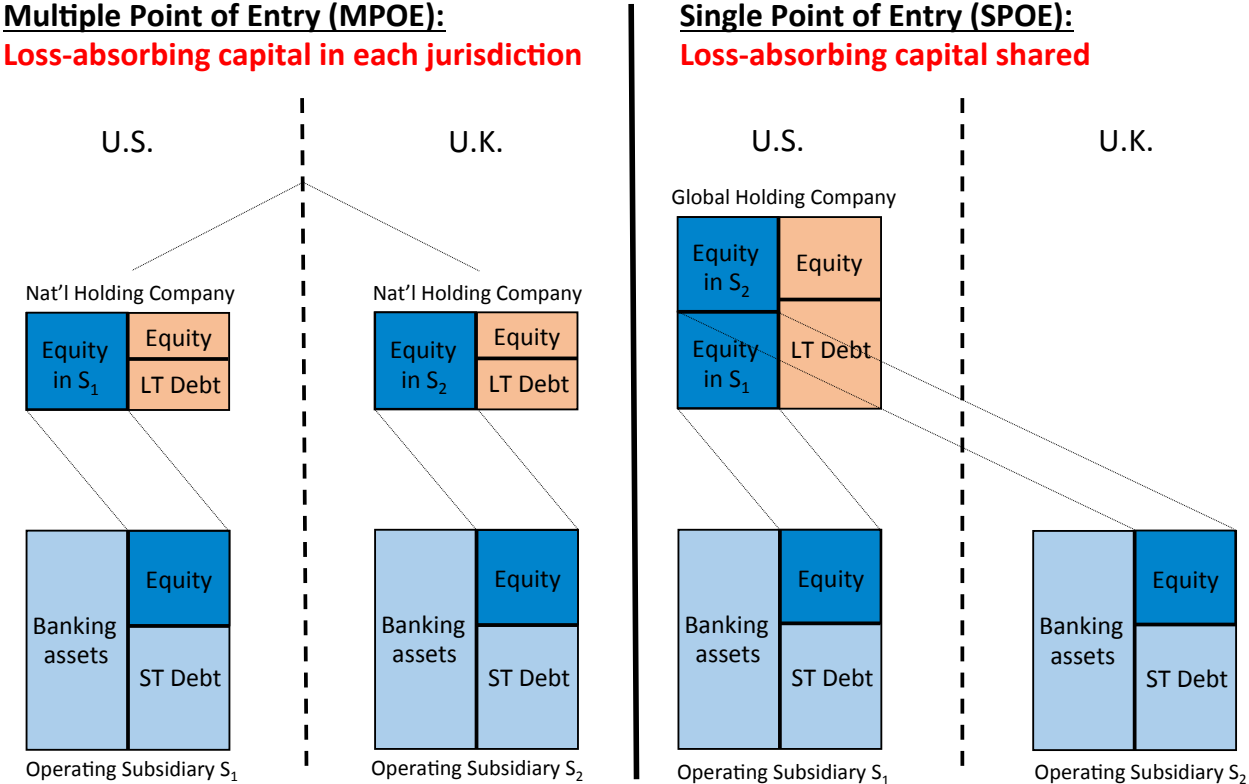 Multiple Point of Entry (MPOE):
Loss-absorbing capital in each jurisdiction
U.S.
U.K.
Nat'l Holding Company
Equity
in S₁
Equity
LT Debt
Nat'l Holding Company
Equity
in S₂
Equity
LT Debt
Banking
assets
Equity
ST Debt
Operating Subsidiary S₁
Banking
assets
Equity
ST Debt
Operating Subsidiary S₂
Single Point of Entry (SPOE):
Loss-absorbing capital shared
U.S.
U.K.
Global Holding Company
Equity
in S₂
Equity
Equity
in S₁
LT Debt
Banking
assets
Equity
ST Debt
Operating Subsidiary S₁
Banking
assets
Equity
ST Debt
Operating Subsidiary S₂